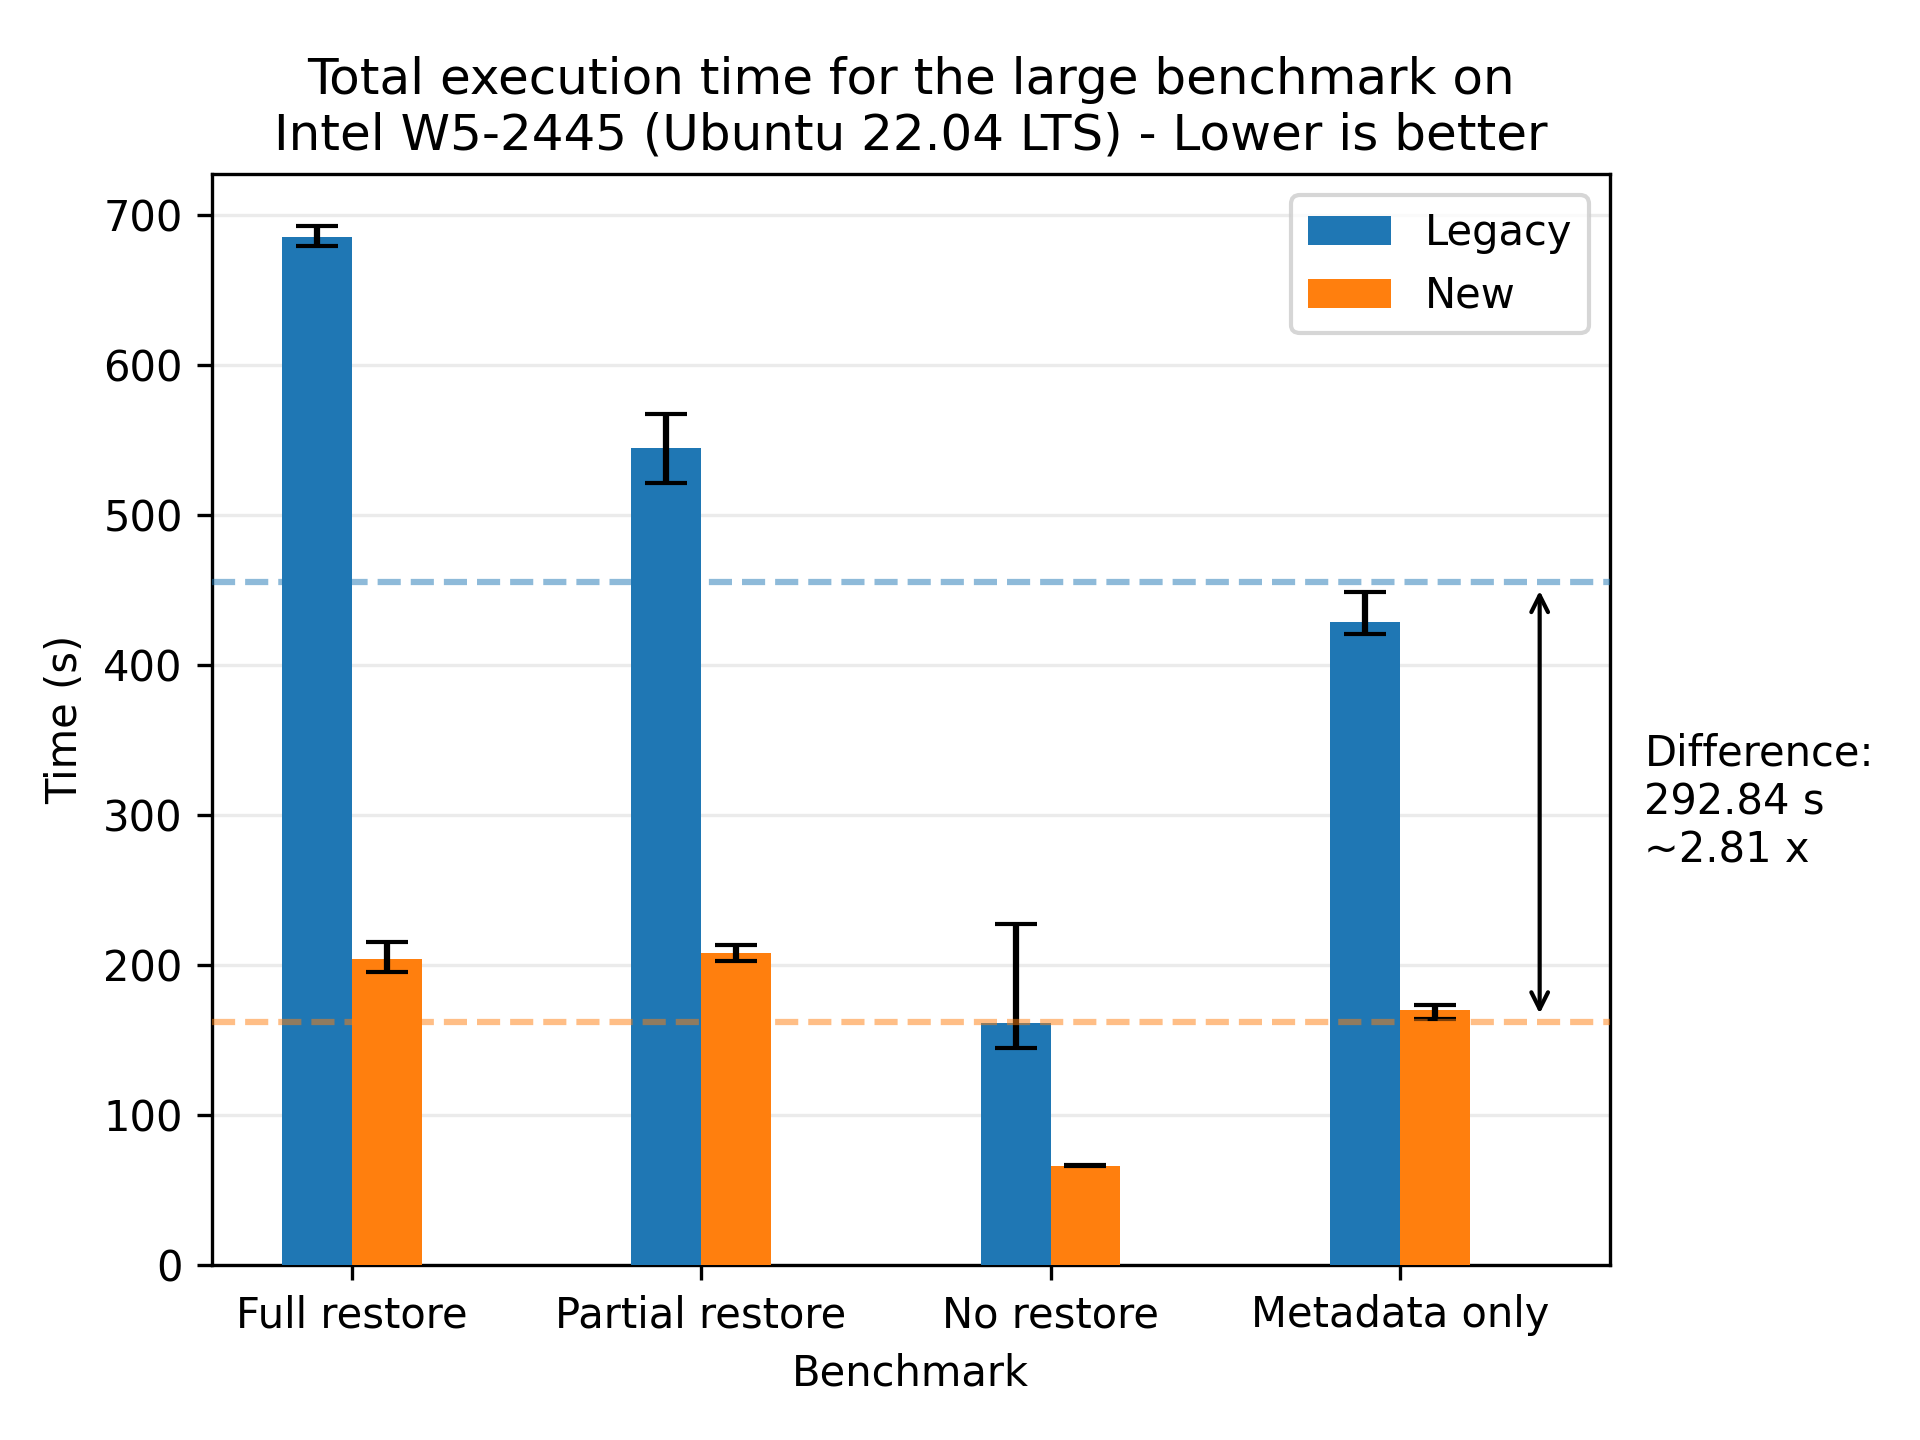 Total execution time for the large benchmark on
Intel W5-2445 (Ubuntu 22.04 LTS) - Lower is better
Legacy
New
Time (s)
700
600
500
400
300
200
100
0
Difference:
292.84 s
~2.81 x
Full restore
Partial restore
No restore
Metadata only
Benchmark